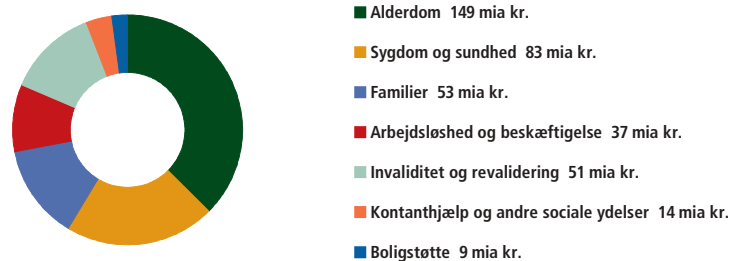 Alderdom 149 mia kr.
Sygdom og sundhed 83 mia kr.
Familier 53 mia kr.
Arbejdsløshed og beskæftigelse 37 mia kr.
Invaliditet og revalidering 51 mia kr.
Kontanthjælp og andre sociale ydelser 14 mia kr.
Boligstøtte 9 mia kr.